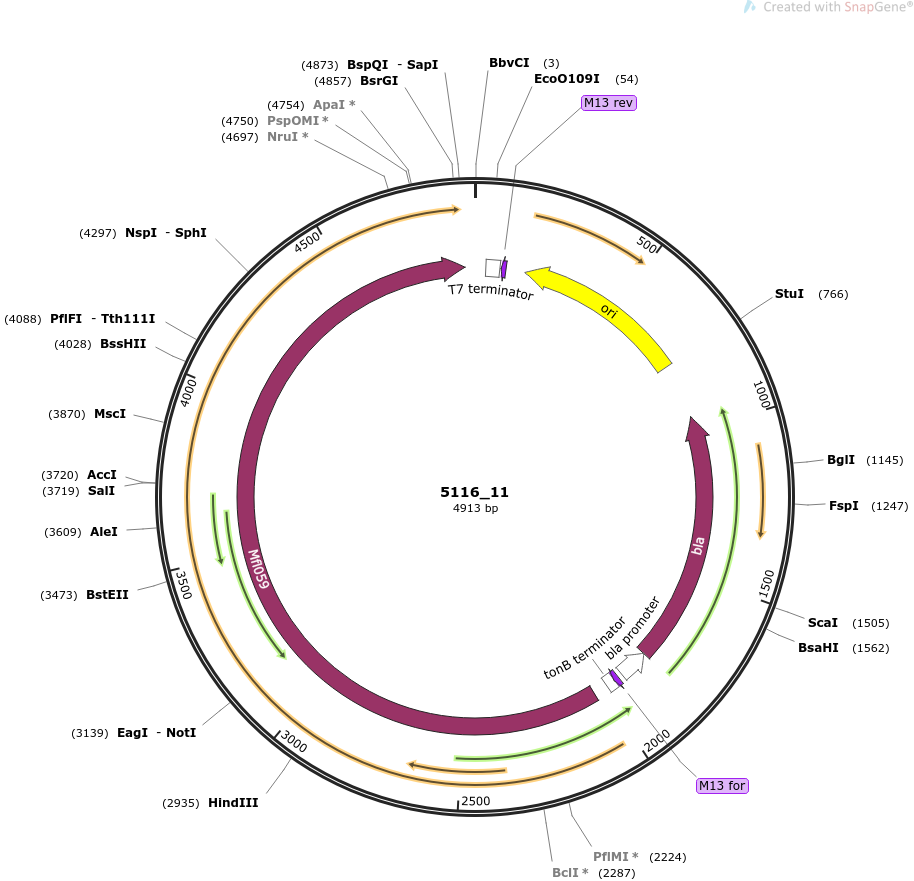 Created with SnapGene®
(4873) BspQI - SapI
(4857) BsrGI
(4754) ApaI *
(4750) PspOMI *
(4697) NruI *
BbvCI (3)
EcoO109I (54)
M13 rev
(4297) NspI - SphI
4500
500
T7 terminator
ori
StuI (766)
(4088) PflFI - Tth111I
(4028) BssHII
4000
1000
(3870) MscI
BglI (1145)
(3720) AccI
(3719) SalI
5116_11
4913 bp
FspI (1247)
(3609) AleI
bla
Mfl059
3500
1500
(3473) BstEII
ScaI (1505)
BsaHI (1562)
bla promoter
tonB terminator
(3139) EagI - NotI
3000
2000
M13 for
(2935) HindIII
2500
PflMI * (2224)
BclI * (2287)